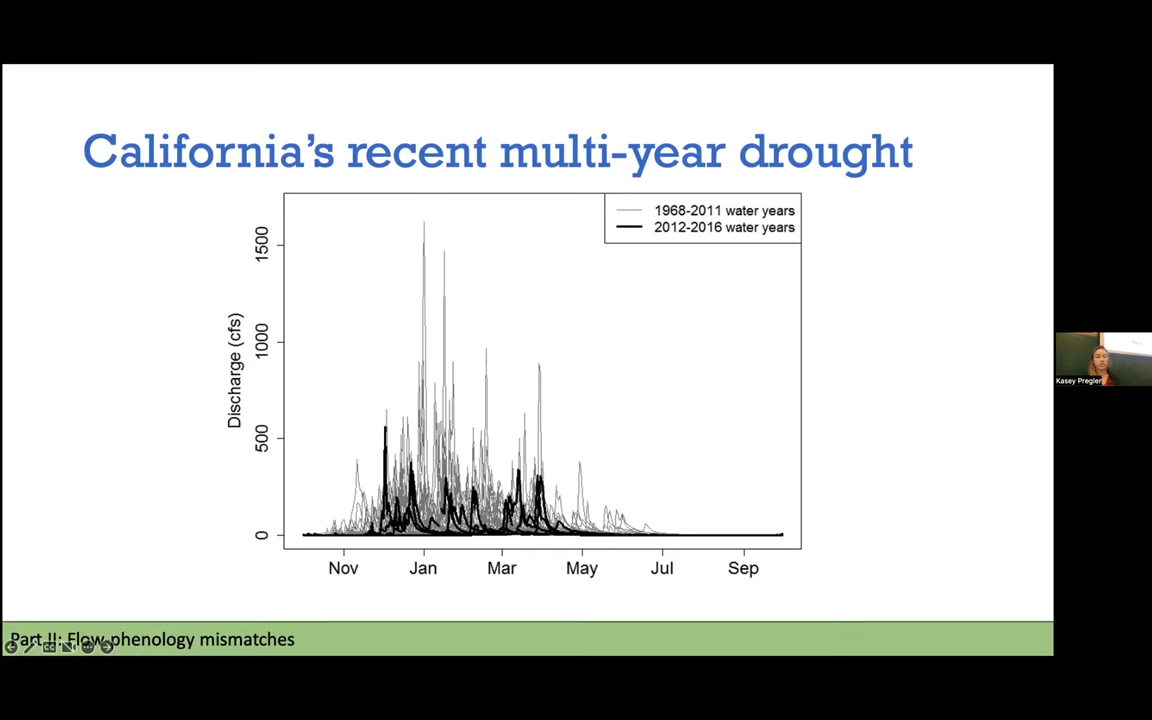 California's recent multi-year drought
1968-2011 water years
2012-2016 water years
Discharge (cfs)
1500
1000
500
0
Nov Jan Mar May Jul Sep
Kasey Pregler
Part II: Flow-phenology mismatches